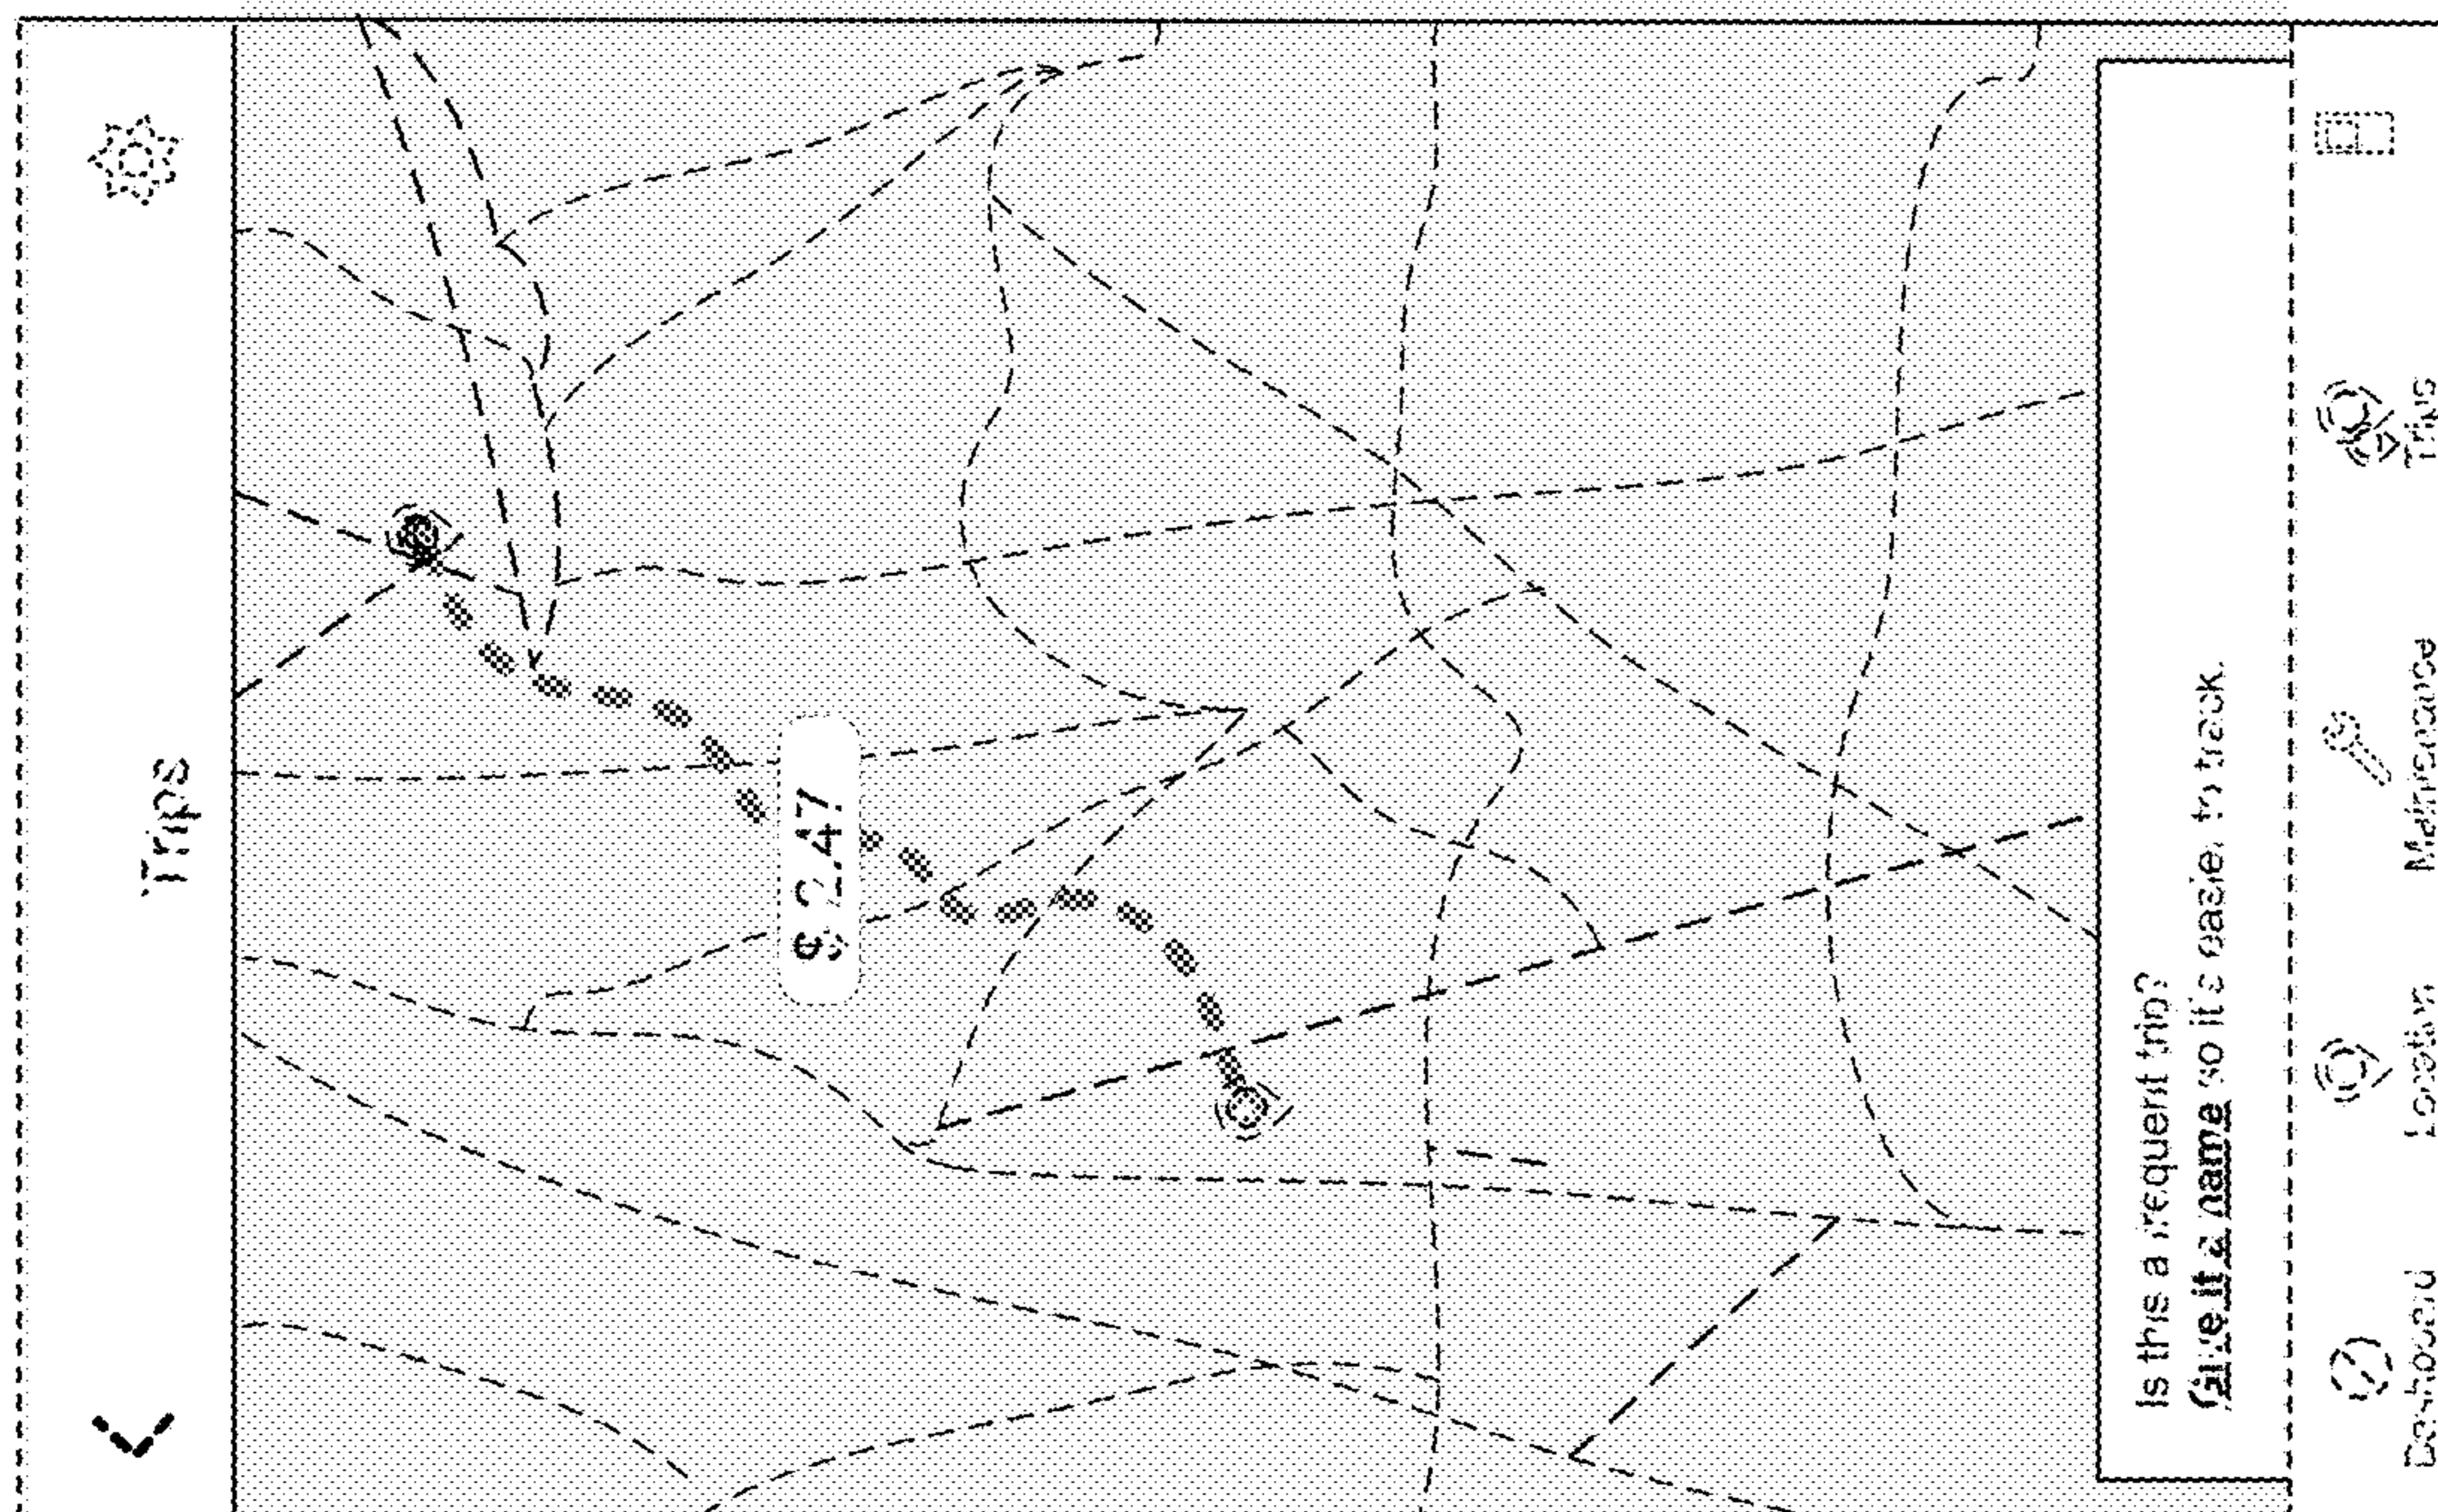 Trips
$ 2.47
Is this a frequent trip?
Give it a name so it's easier to track.
Dashboard
Location
Maintenance
Trips